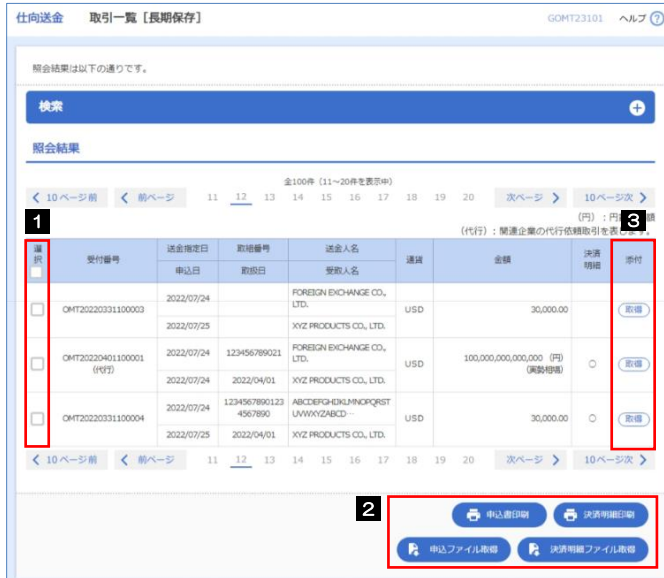 仕向送金 取引一覧［長期保存］ GOMT23101 ヘルプ ?
照会結果は以下の通りです。
検索
照会結果
全100件（11～20件を表示中）
10ページ前 前ページ 11 12 13 14 15 16 17 18 19 20 次ページ 10ページ次
1 3
（円）：円
（代行）：関連企業の代行依頼取引を表します。
選択 受付番号 送金指定日 取組番号 送金人名 通貨 金額 決済明細 添付
申込日 取扱日 受取人名
OMT20220331100003 2022/07/24 FOREIGN EXCHANGE CO., LTD. USD 30,000.00 取得
2022/07/25 XYZ PRODUCTS CO., LTD.
OMT20220401100001 2022/07/24 123456789021 FOREIGN EXCHANGE CO., LTD. USD 100,000,000,000,000 （円） ○ 取得
（代行） 2022/07/24 2022/04/01 XYZ PRODUCTS CO., LTD. （実勢相場）
OMT20220331100004 2022/07/24 1234567890123 4567890 ABCDEFGHIJKLMNOPQRST UVWXYZABCD… USD 30,000.00 ○ 取得
2022/07/25 2022/04/01 XYZ PRODUCTS CO., LTD.
10ページ前 前ページ 11 12 13 14 15 16 17 18 19 20 次ページ 10ページ次
2
申込書印刷 決済明細印刷
申込ファイル取得 決済明細ファイル取得